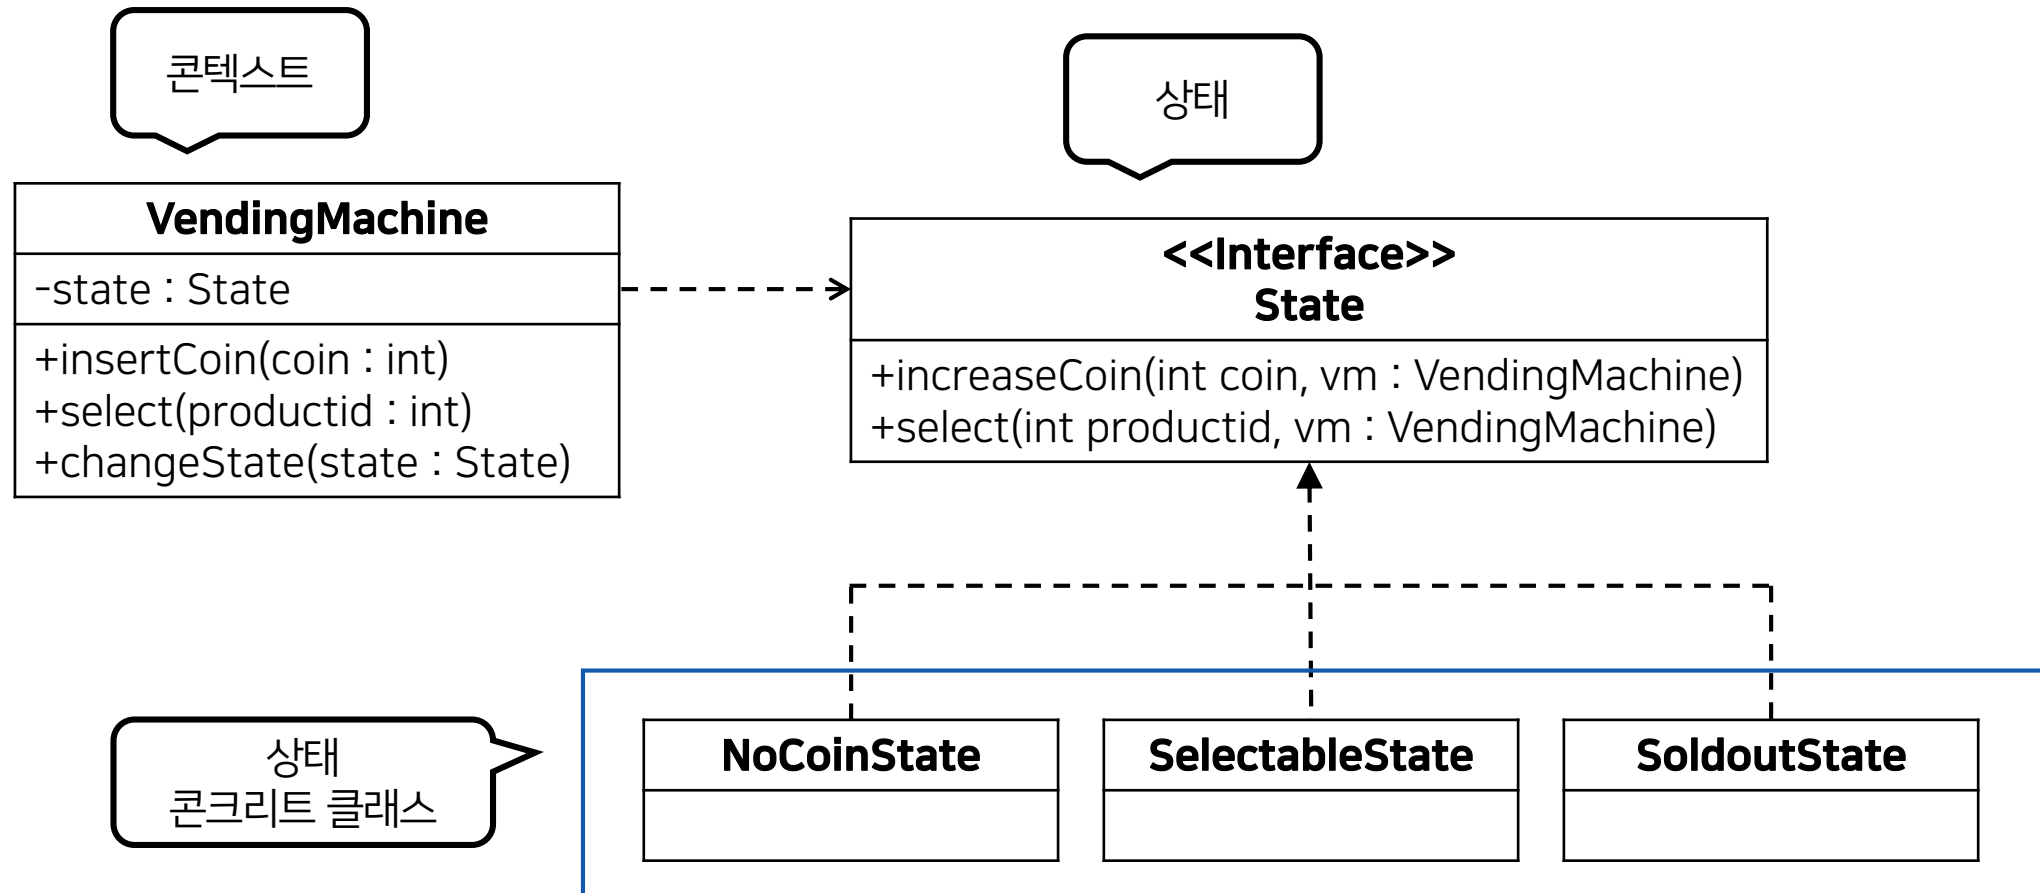 콘텍스트
상태
VendingMachine
-state : State
+insertCoin(coin : int)
+select(productid : int)
+changeState(state : State)
<<Interface>>
State
+increaseCoin(int coin, vm : VendingMachine)
+select(int productid, vm : VendingMachine)
상태
콘크리트 클래스
NoCoinState
SelectableState
SoldoutState